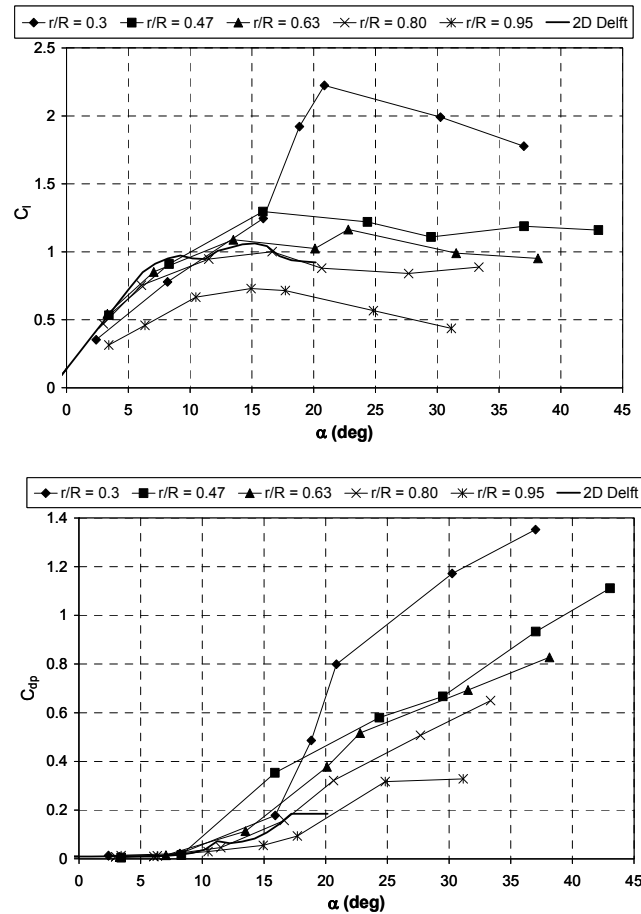 r/R = 0.3 r/R = 0.47 r/R = 0.63 r/R = 0.80 r/R = 0.95 2D Delft
2.5
2
1.5
1
0.5
0
Cl
0 5 10 15 20 25 30 35 40 45
α (deg)
r/R = 0.3 r/R = 0.47 r/R = 0.63 r/R = 0.80 r/R = 0.95 2D Delft
1.4
1.2
1
0.8
0.6
0.4
0.2
0
Cdp
0 5 10 15 20 25 30 35 40 45
α (deg)